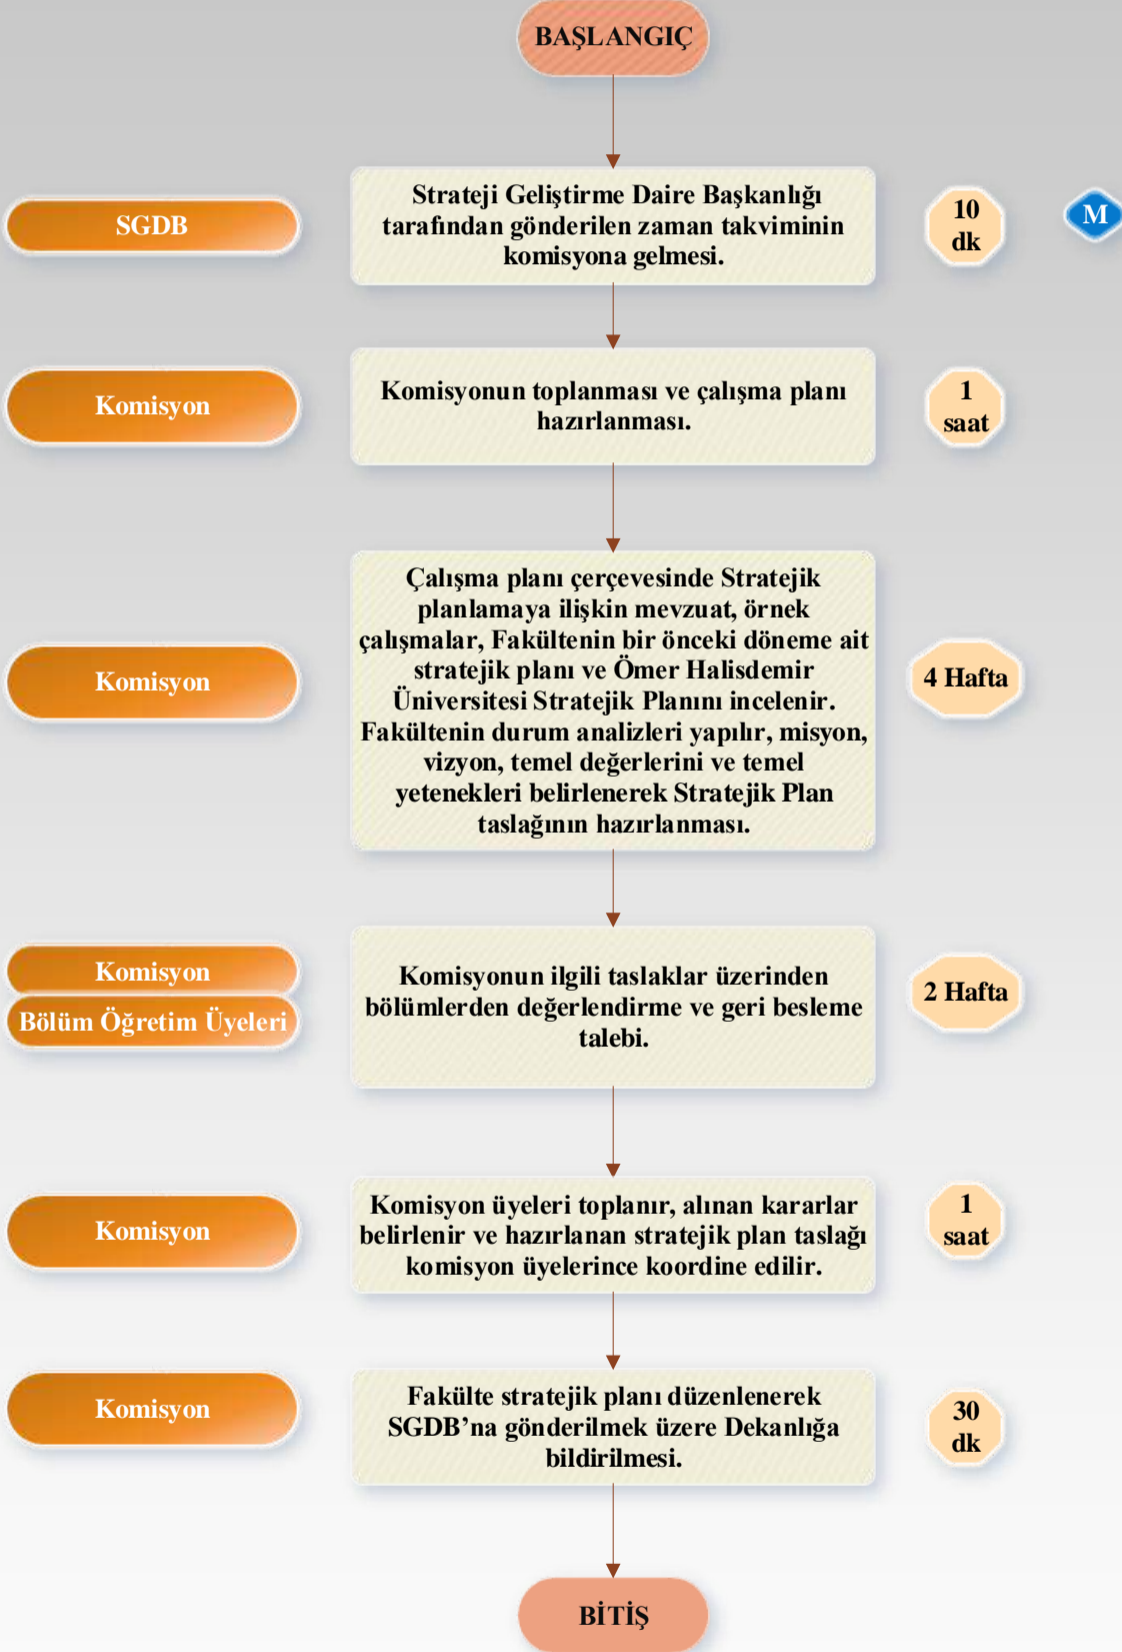 BAŞLANGIÇ
SGDB
Strateji Geliştirme Daire Başkanlığı
tarafından gönderilen zaman takviminin
komisyona gelmesi.
10
dk
M
Komisyon
Komisyonun toplanması ve çalışma planı
hazırlanması.
1
saat
Komisyon
Çalışma planı çerçevesinde Stratejik
planlamaya ilişkin mevzuat, örnek
çalışmalar, Fakültenin bir önceki döneme ait
stratejik planı ve Ömer Halisdemir
Üniversitesi Stratejik Planını incelenir.
Fakültenin durum analizleri yapılır, misyon,
vizyon, temel değerlerini ve temel
yetenekleri belirlenerek Stratejik Plan
taslağının hazırlanması.
4 Hafta
Komisyon
Bölüm Öğretim Üyeleri
Komisyonun ilgili taslaklar üzerinden
bölümlerden değerlendirme ve geri besleme
talebi.
2 Hafta
Komisyon
Komisyon üyeleri toplanır, alınan kararlar
belirlenir ve hazırlanan stratejik plan taslağı
komisyon üyelerince koordine edilir.
1
saat
Komisyon
Fakülte stratejik planı düzenlenerek
SGDB’na gönderilmek üzere Dekanlığa
bildirilmesi.
30
dk
BİTİŞ